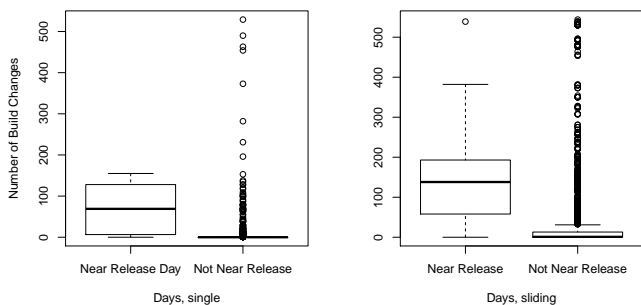 Number of Build Changes
500
400
300
200
100
0
Near Release Day
Not Near Release
Days, single
500
400
300
200
100
0
Near Release
Not Near Release
Days, sliding